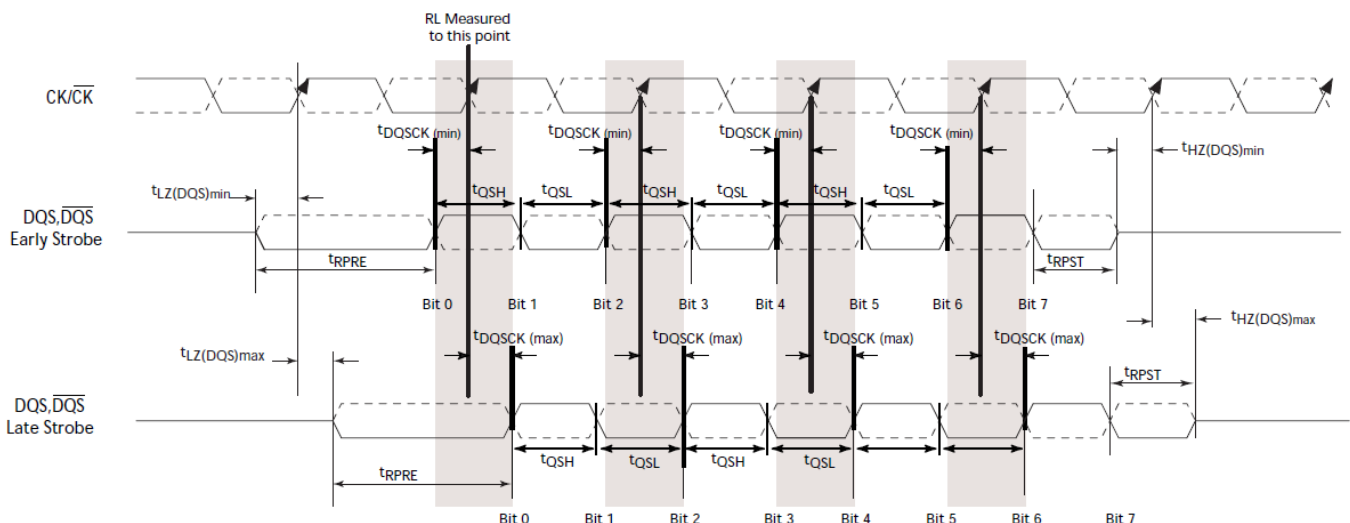 RL Measured
to this point
CK/C̅K̅
tDQSCK (min) tDQSCK (min) tDQSCK (min) tDQSCK (min)
tHZ(DQS)min
tLZ(DQS)min
tQSH tQSL tQSH tQSL tQSH tQSL
DQS,D̅Q̅S̅
Early Strobe
tRPRE
tRPST
Bit 0 Bit 1 Bit 2 Bit 3 Bit 4 Bit 5 Bit 6 Bit 7
tHZ(DQS)max
tDQSCK (max) tDQSCK (max) tDQSCK (max) tDQSCK (max)
tLZ(DQS)max
tRPST
DQS,D̅Q̅S̅
Late Strobe
tQSH tQSL tQSH tQSL
tRPRE
Bit 0 Bit 1 Bit 2 Bit 3 Bit 4 Bit 5 Bit 6 Bit 7